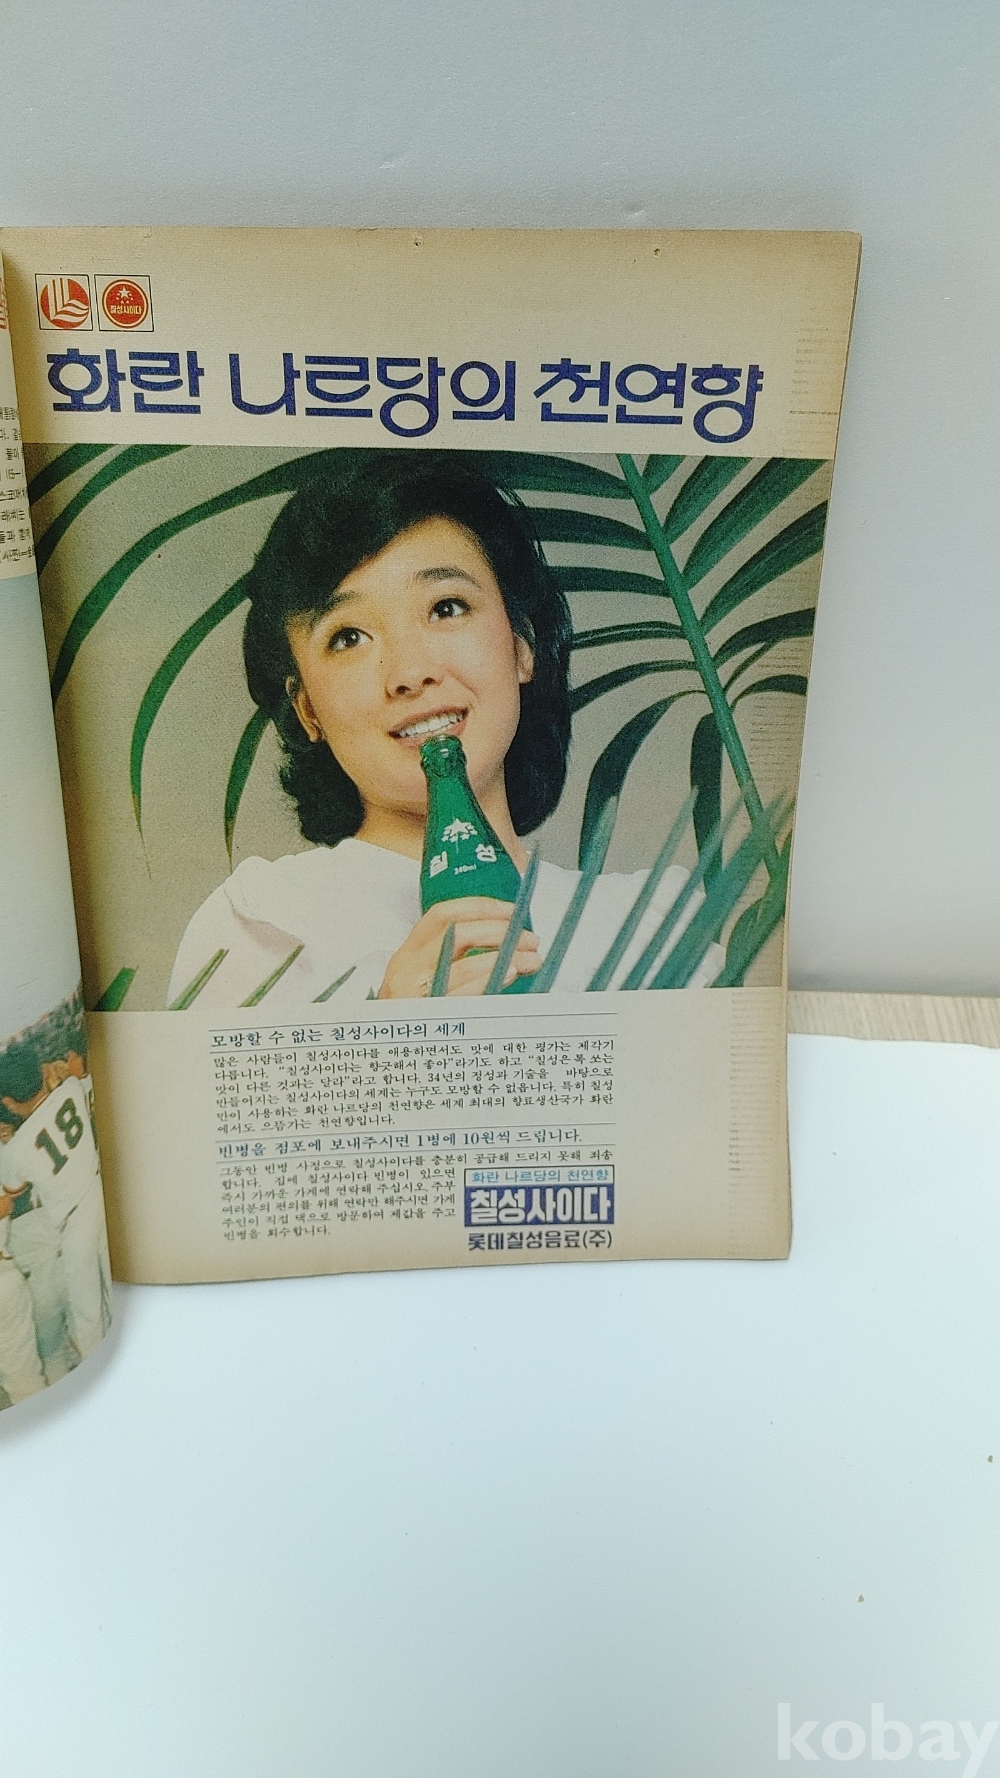 칠성사이다
화란 나르당의 천연향
칠성
340ml
모방할 수 없는 칠성사이다의 세계
많은 사람들이 칠성사이다를 애용하면서도 맛에 대한 평가는 제각기
다릅니다. “칠성사이다는 향긋해서 좋아”라기도 하고 “칠성은톡 쏘는
맛이 다른 것과는 달라”라고 합니다. 34년의 정성과 기술을 바탕으로
만들어지는 칠성사이다의 세계는 누구도 모방할 수 없읍니다. 특히 칠성
만이 사용하는 화란 나르당의 천연향은 세계 최대의 향료생산국가 화란
에서도 으뜸가는 천연향입니다.
빈병을 점포에 보내주시면 1병에 10원씩 드립니다.
그동안 빈병 사정으로 칠성사이다를 충분히 공급해 드리지 못해 죄송
합니다. 집에 칠성사이다 빈병이 있으면
즉시 가까운 가게에 연락해 주십시오. 주부
여러분의 편의를 위해 연락만 해주시면 가게
주인이 직접 댁으로 방문하여 제값을 주고
빈병을 회수합니다.
화란 나르당의 천연향
칠성사이다
롯데칠성음료(주)
18
kobay